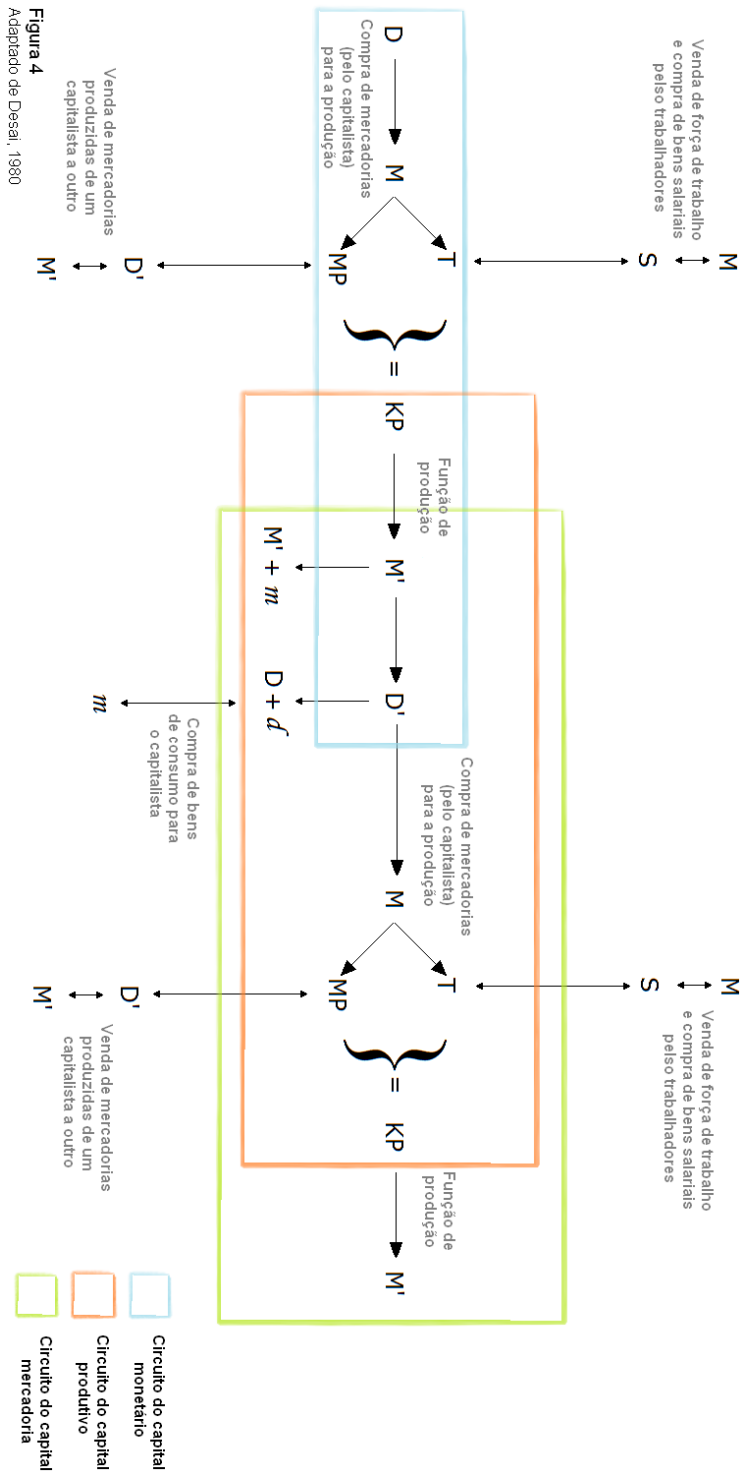 M
Venda de força de trabalho
e compra de bens salariais
pelso trabalhadores
S
M
Venda de força de trabalho
e compra de bens salariais
pelso trabalhadores
S
D
Compra de mercadorias
(pelo capitalista)
para a produção
M
T
MP
} = KP
Função de
produção
M'
D'
Compra de mercadorias
(pelo capitalista)
para a produção
M
T
MP
} = KP
Função de
produção
M'
M' + m
D + d
Compra de bens
de consumo para
o capitalista
m
Venda de mercadorias
produzidas de um
capitalista a outro
D'
M'
D'
M'
Venda de mercadorias
produzidas de um
capitalista a outro
Circuito do capital
monetário
Circuito do capital
produtivo
Circuito do capital
mercadoria
Figura 4
Adaptado de Desai, 1980